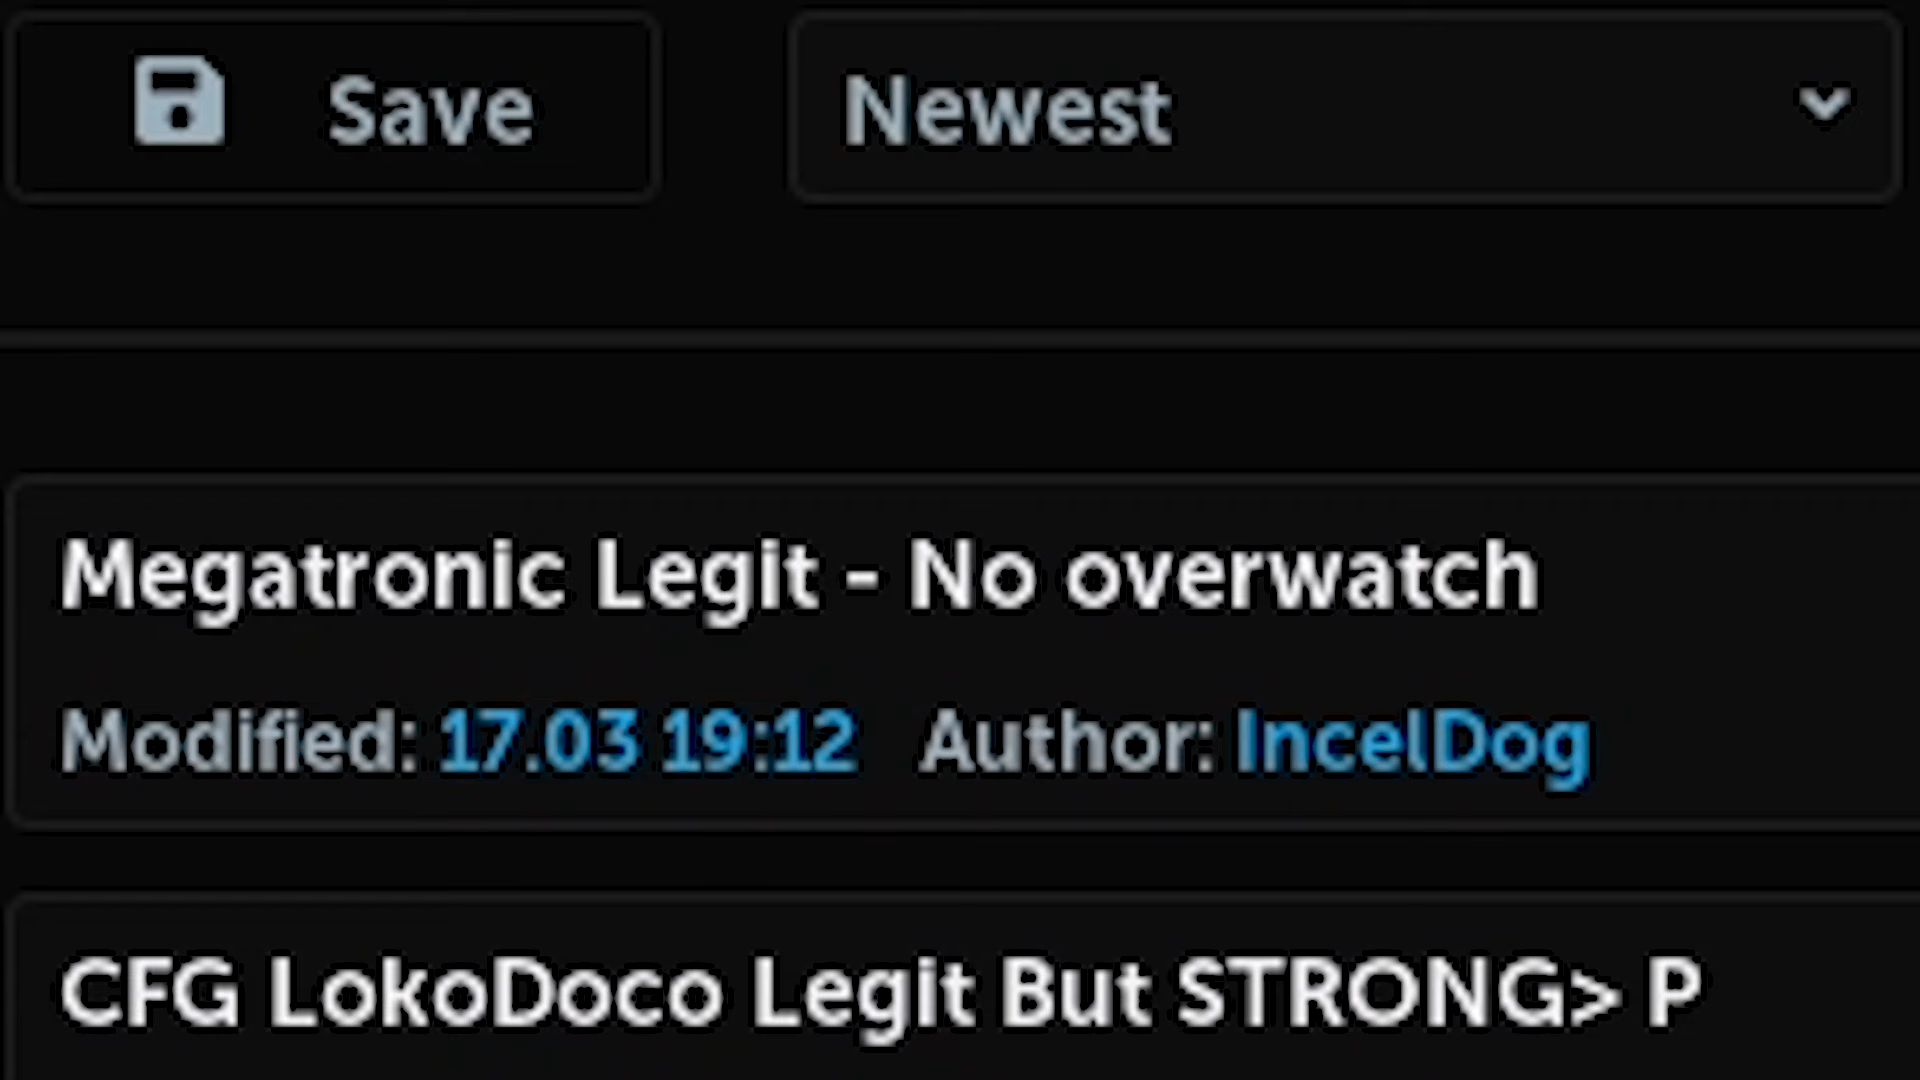 Save
Newest
Megatronic Legit - No overwatch
Modified: 17.03 19:12 Author: IncelDog
CFG LokoDoco Legit But STRONG> P